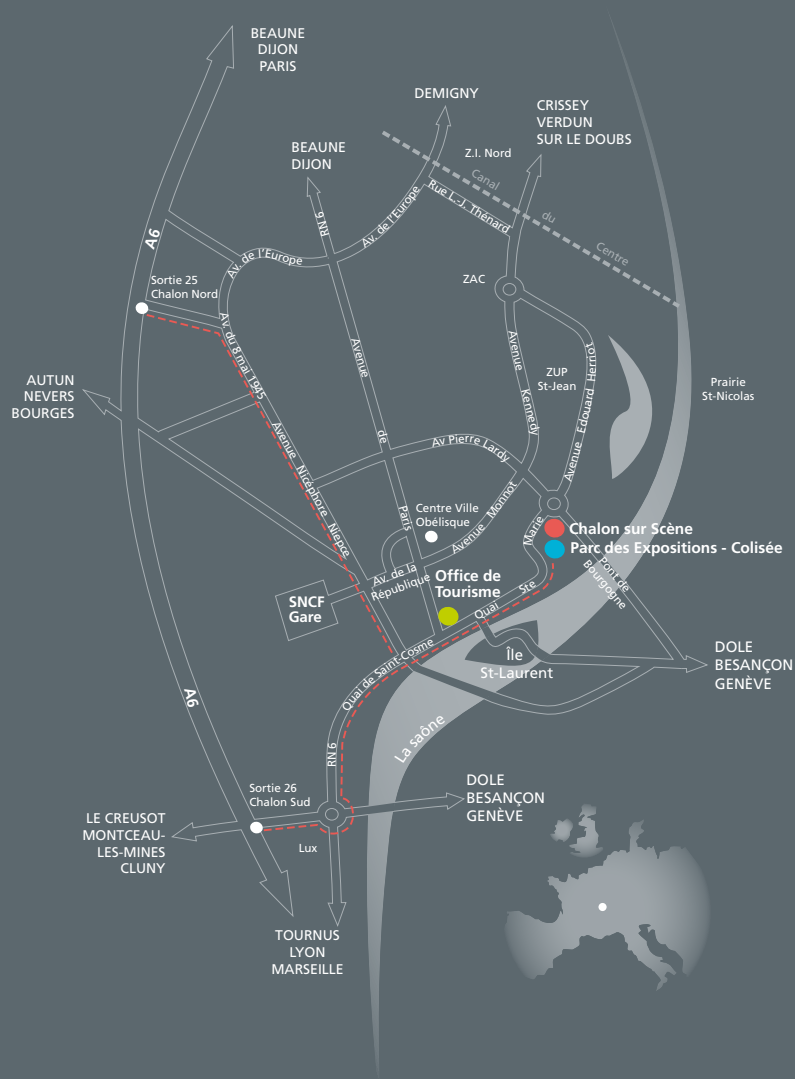 BEAUNE
DIJON
PARIS
DEMIGNY
CRISSEY
VERDUN
SUR LE DOUBS
BEAUNE
DIJON
Z.I. Nord
Canal
du
Centre
Rue L.-J. Thénard
RN 6
Av. de l'Europe
Av. de l'Europe
A6
Sortie 25
Chalon Nord
ZAC
Av. du 8 mai 1945
Avenue
de
Paris
Avenue
Kennedy
ZUP
St-Jean
Avenue Edouard Herriot
Prairie
St-Nicolas
AUTUN
NEVERS
BOURGES
Avenue Nicéphore Niepce
Av Pierre Lardy
Avenue Monnot
Centre Ville
Obélisque
Chalon sur Scène
Parc des Expositions - Colisée
Av. de la
République
Office de
Tourisme
Quai
Ste
Marie
Pont de
Bourgogne
SNCF
Gare
Quai de Saint-Cosme
Île
St-Laurent
DOLE
BESANÇON
GENÈVE
A6
La saône
RN 6
Sortie 26
Chalon Sud
DOLE
BESANÇON
GENÈVE
LE CREUSOT
MONTCEAU-
LES-MINES
CLUNY
Lux
TOURNUS
LYON
MARSEILLE